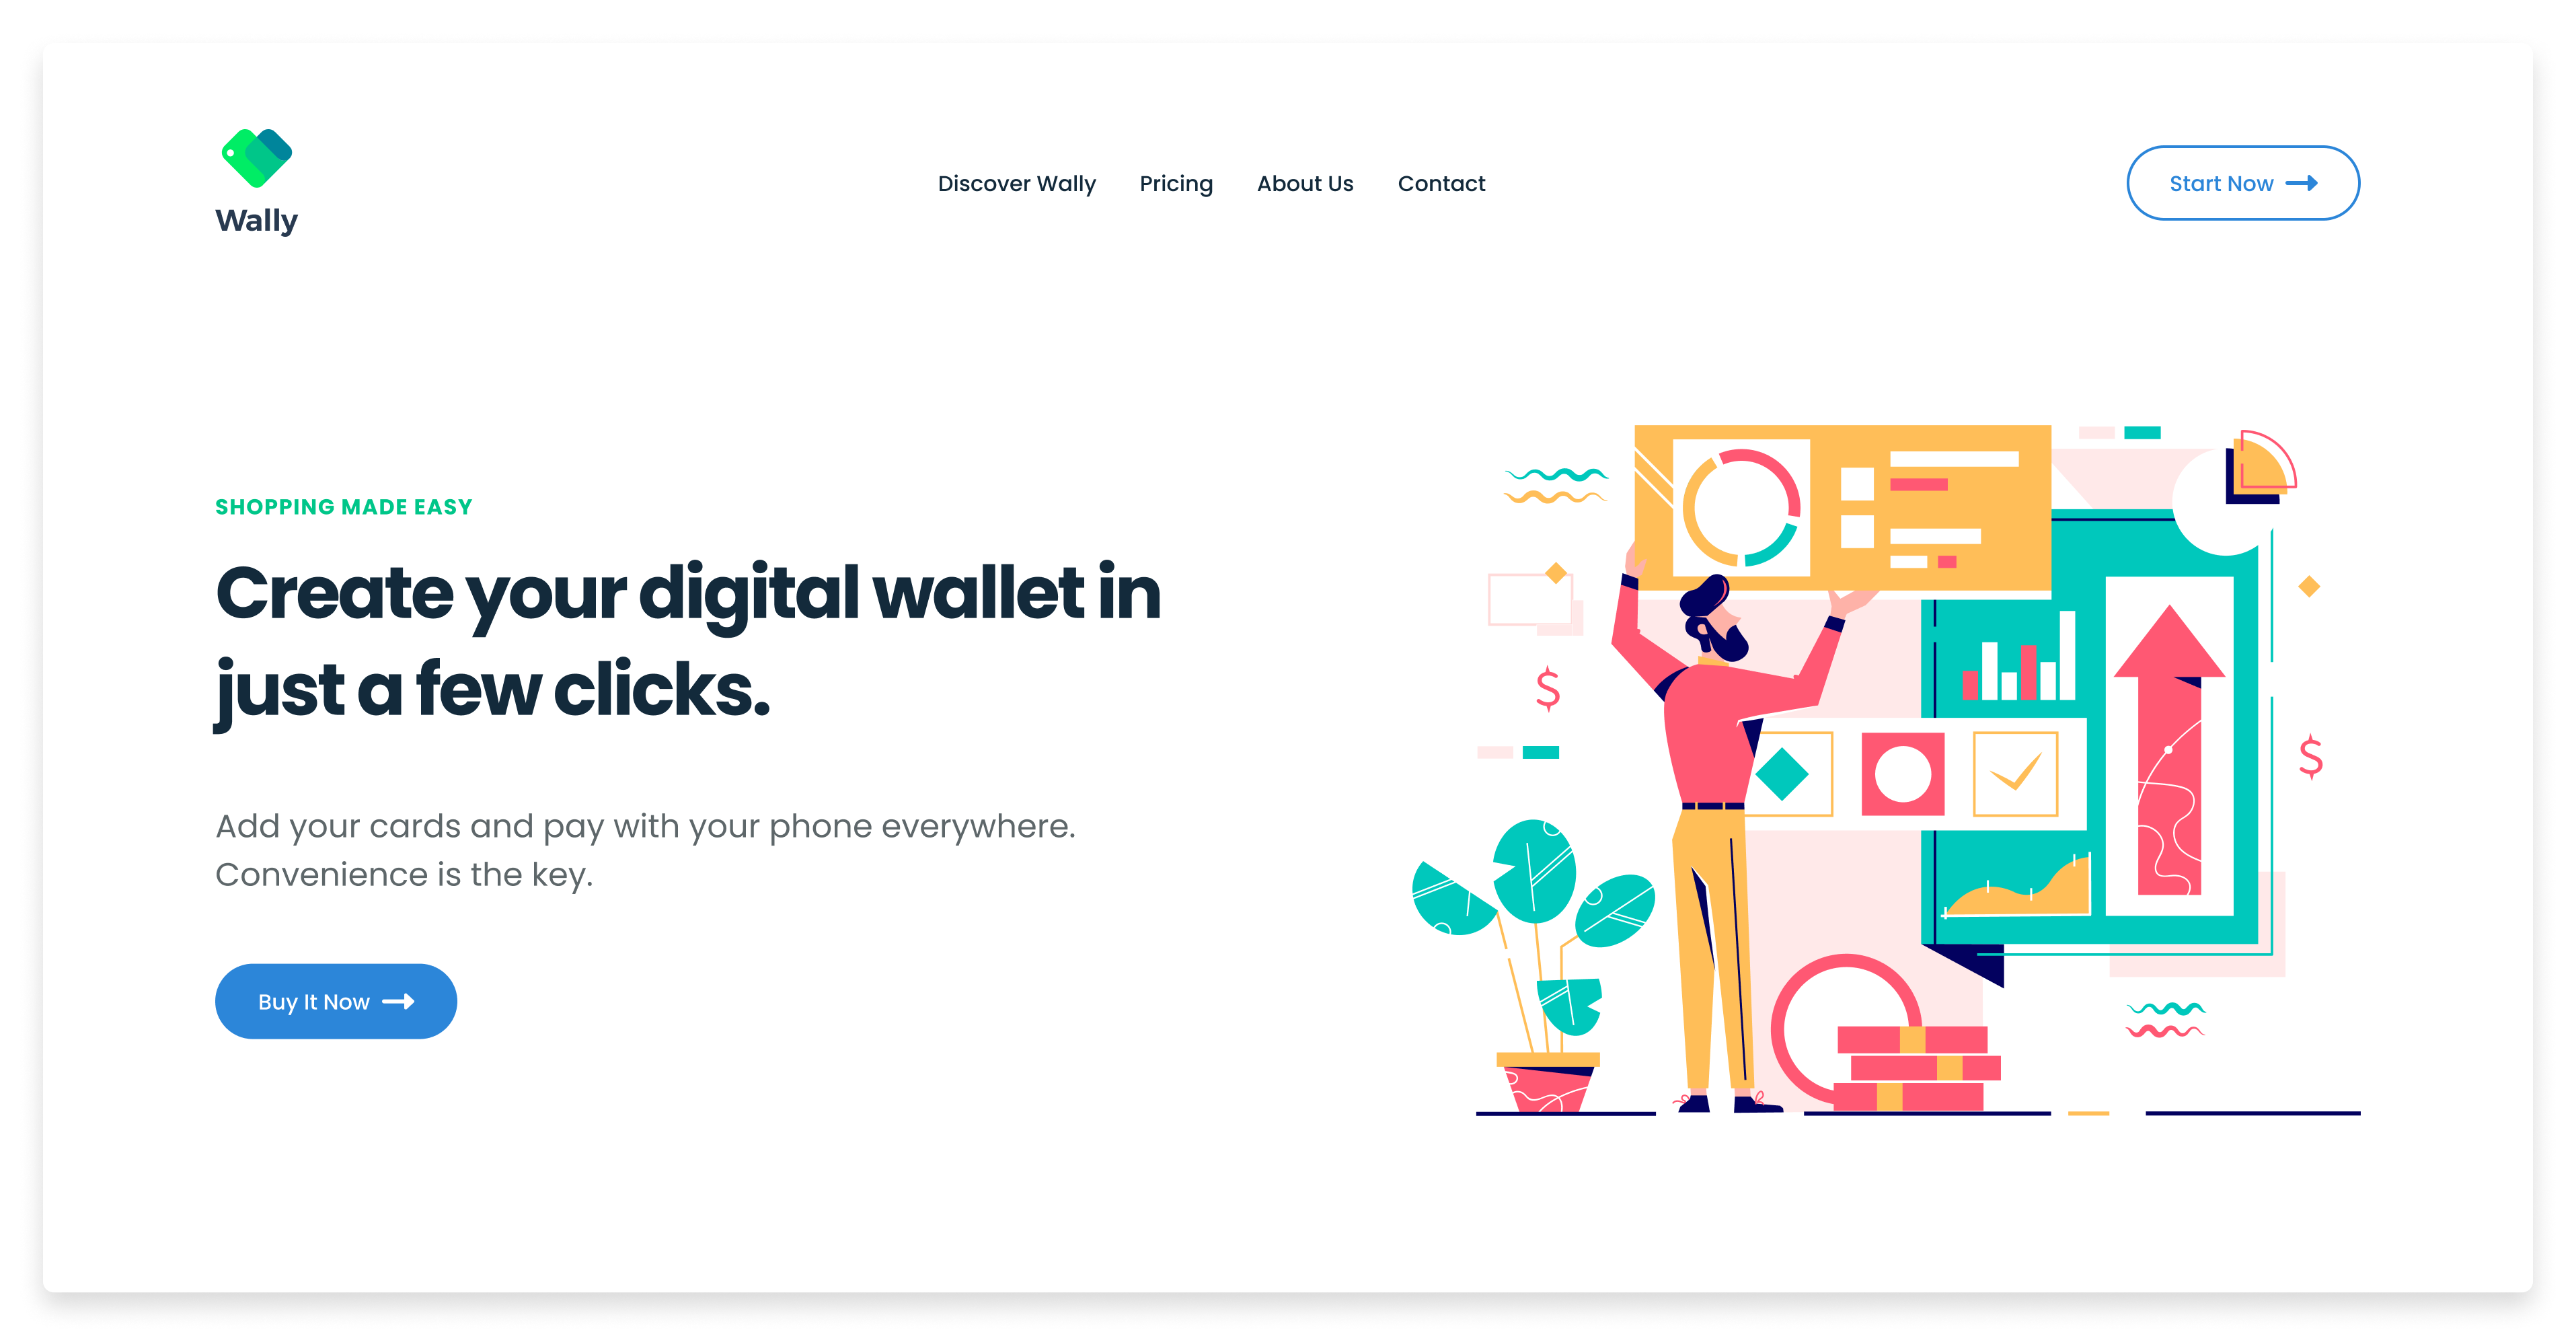 Wally
Discover Wally
Pricing
About Us
Contact
Start Now
SHOPPING MADE EASY
Create your digital wallet in
just a few clicks.
Add your cards and pay with your phone everywhere.
Convenience is the key.
Buy It Now
$
$